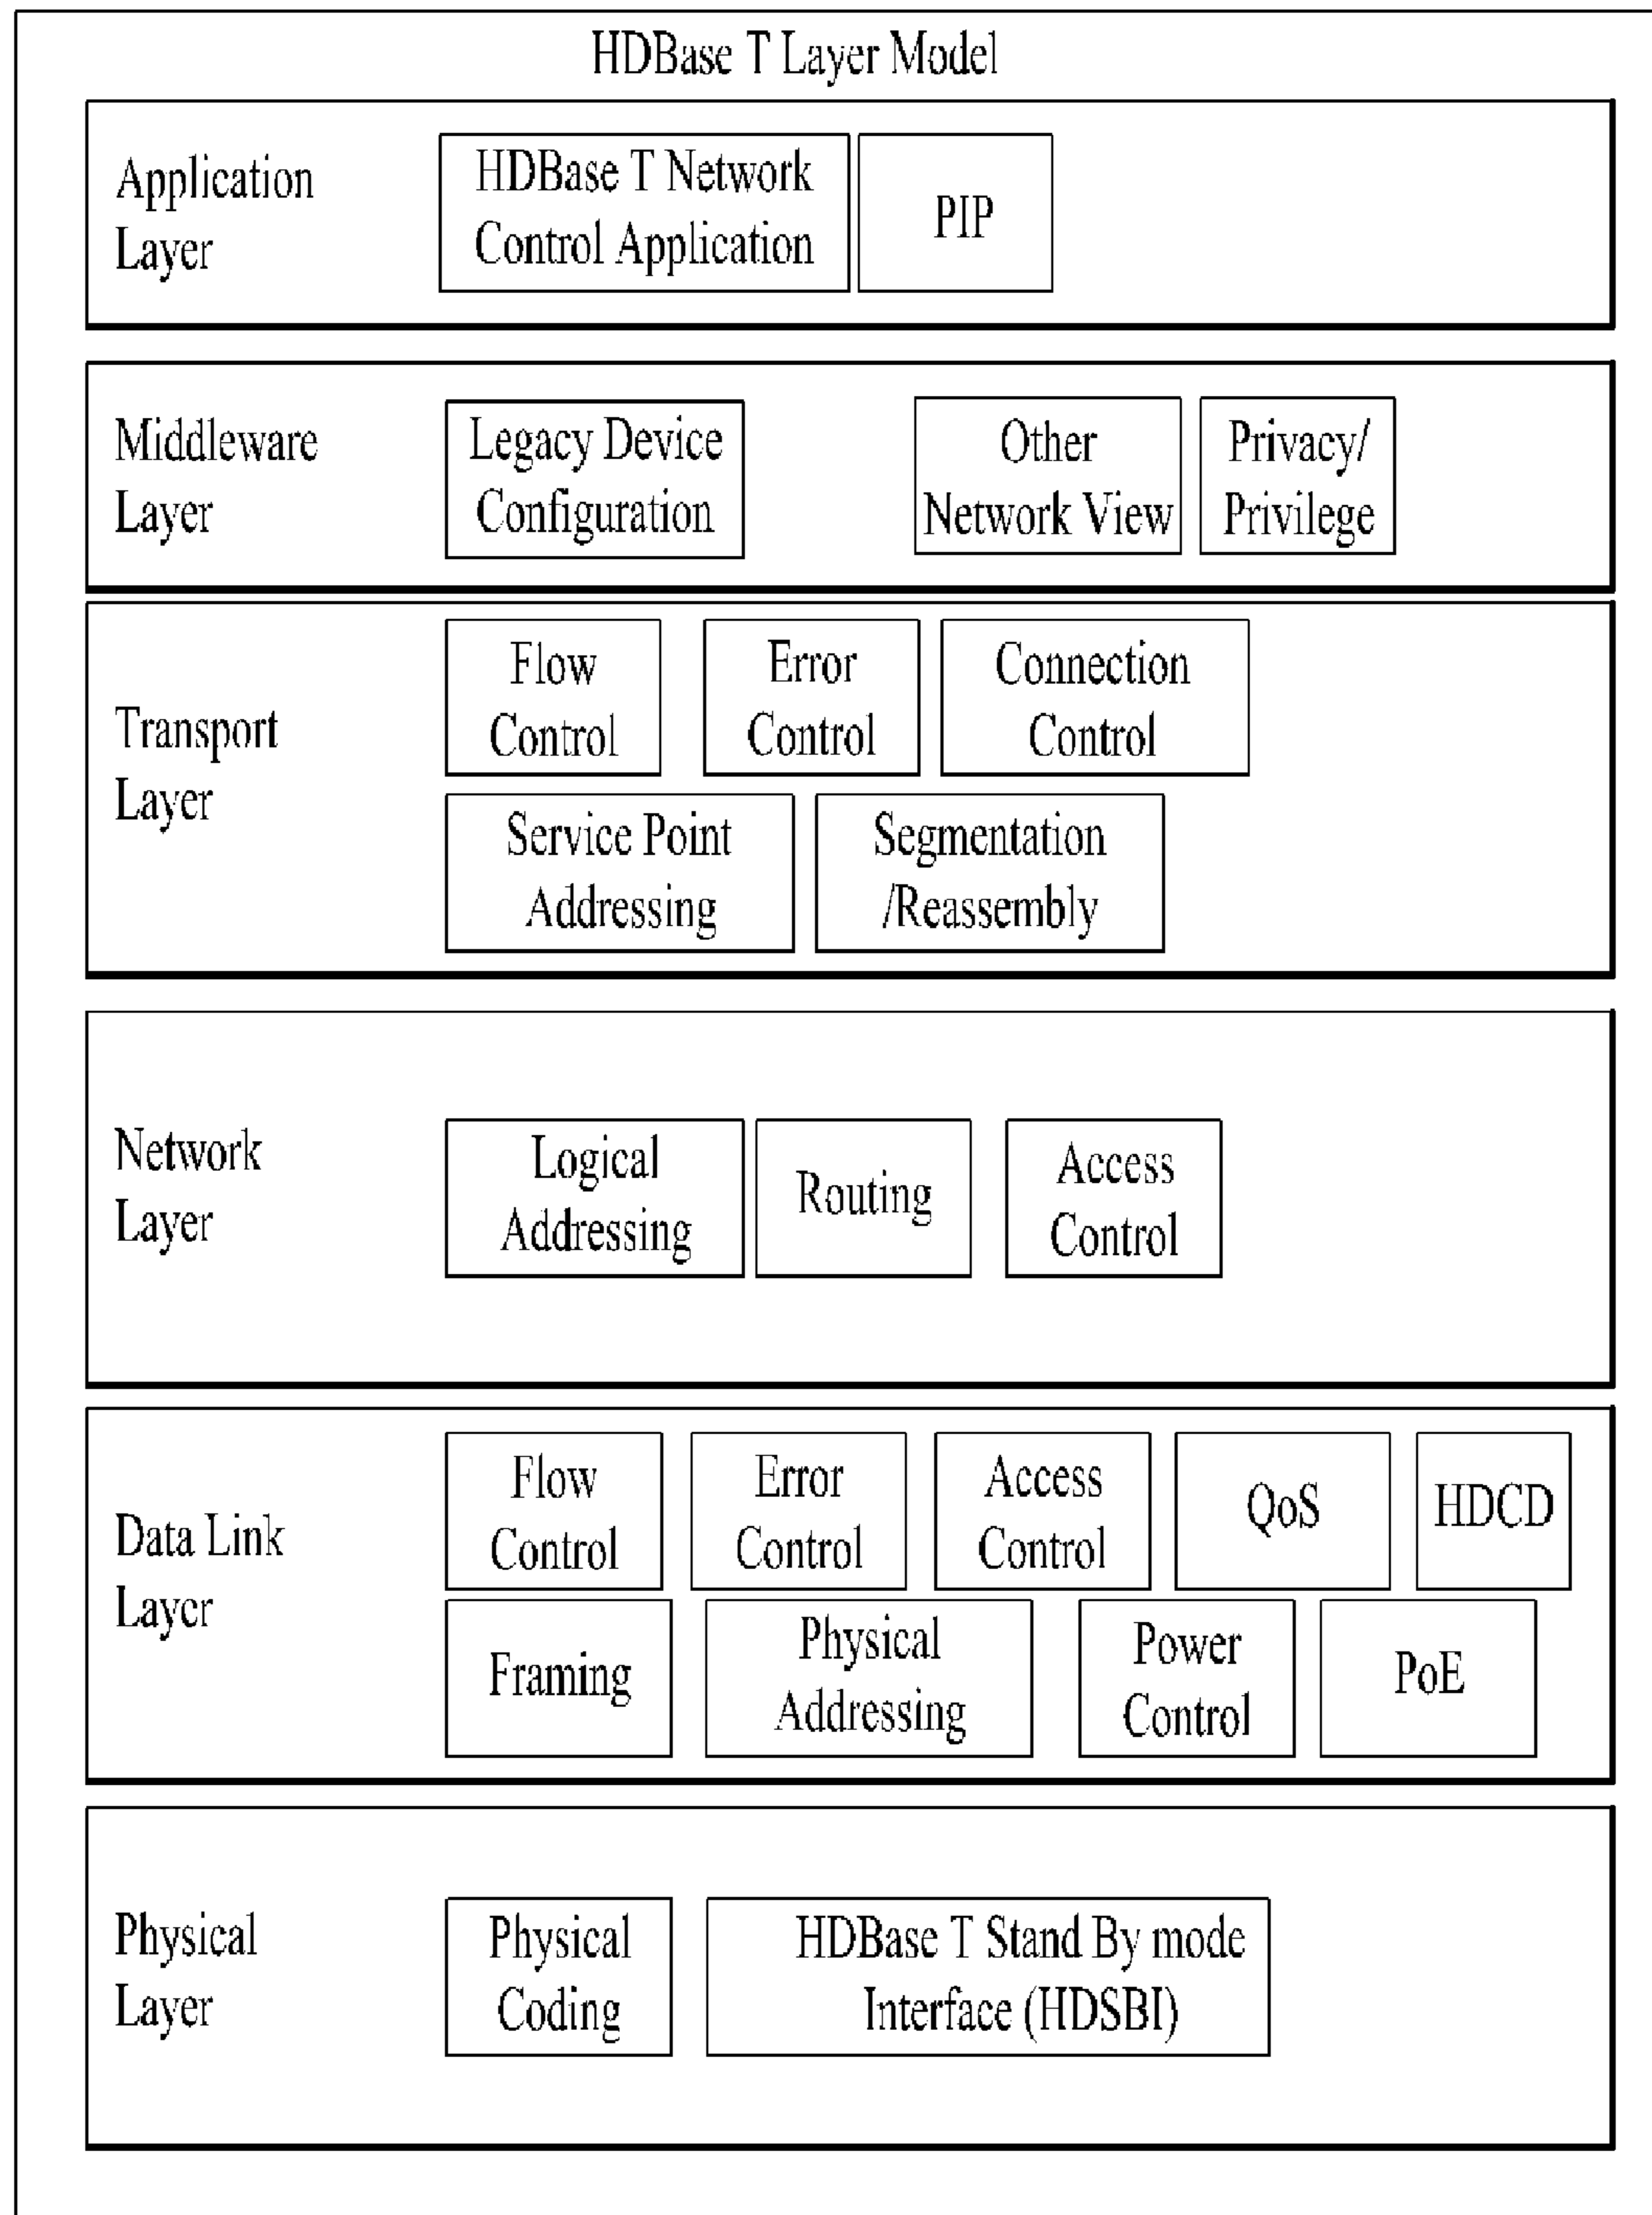 HDBase T Layer Model
Application
Layer
HDBase T Network
Control Application
PIP
Middleware
Layer
Legacy Device
Configuration
Other
Network View
Privacy/
Privilege
Transport
Layer
Flow
Control
Error
Control
Connection
Control
Service Point
Addressing
Segmentation
/Reassembly
Network
Layer
Logical
Addressing
Routing
Access
Control
Data Link
Layer
Flow
Control
Error
Control
Access
Control
QoS
HDCD
Framing
Physical
Addressing
Power
Control
PoE
Physical
Layer
Physical
Coding
HDBase T Stand By mode
Interface (HDSBI)